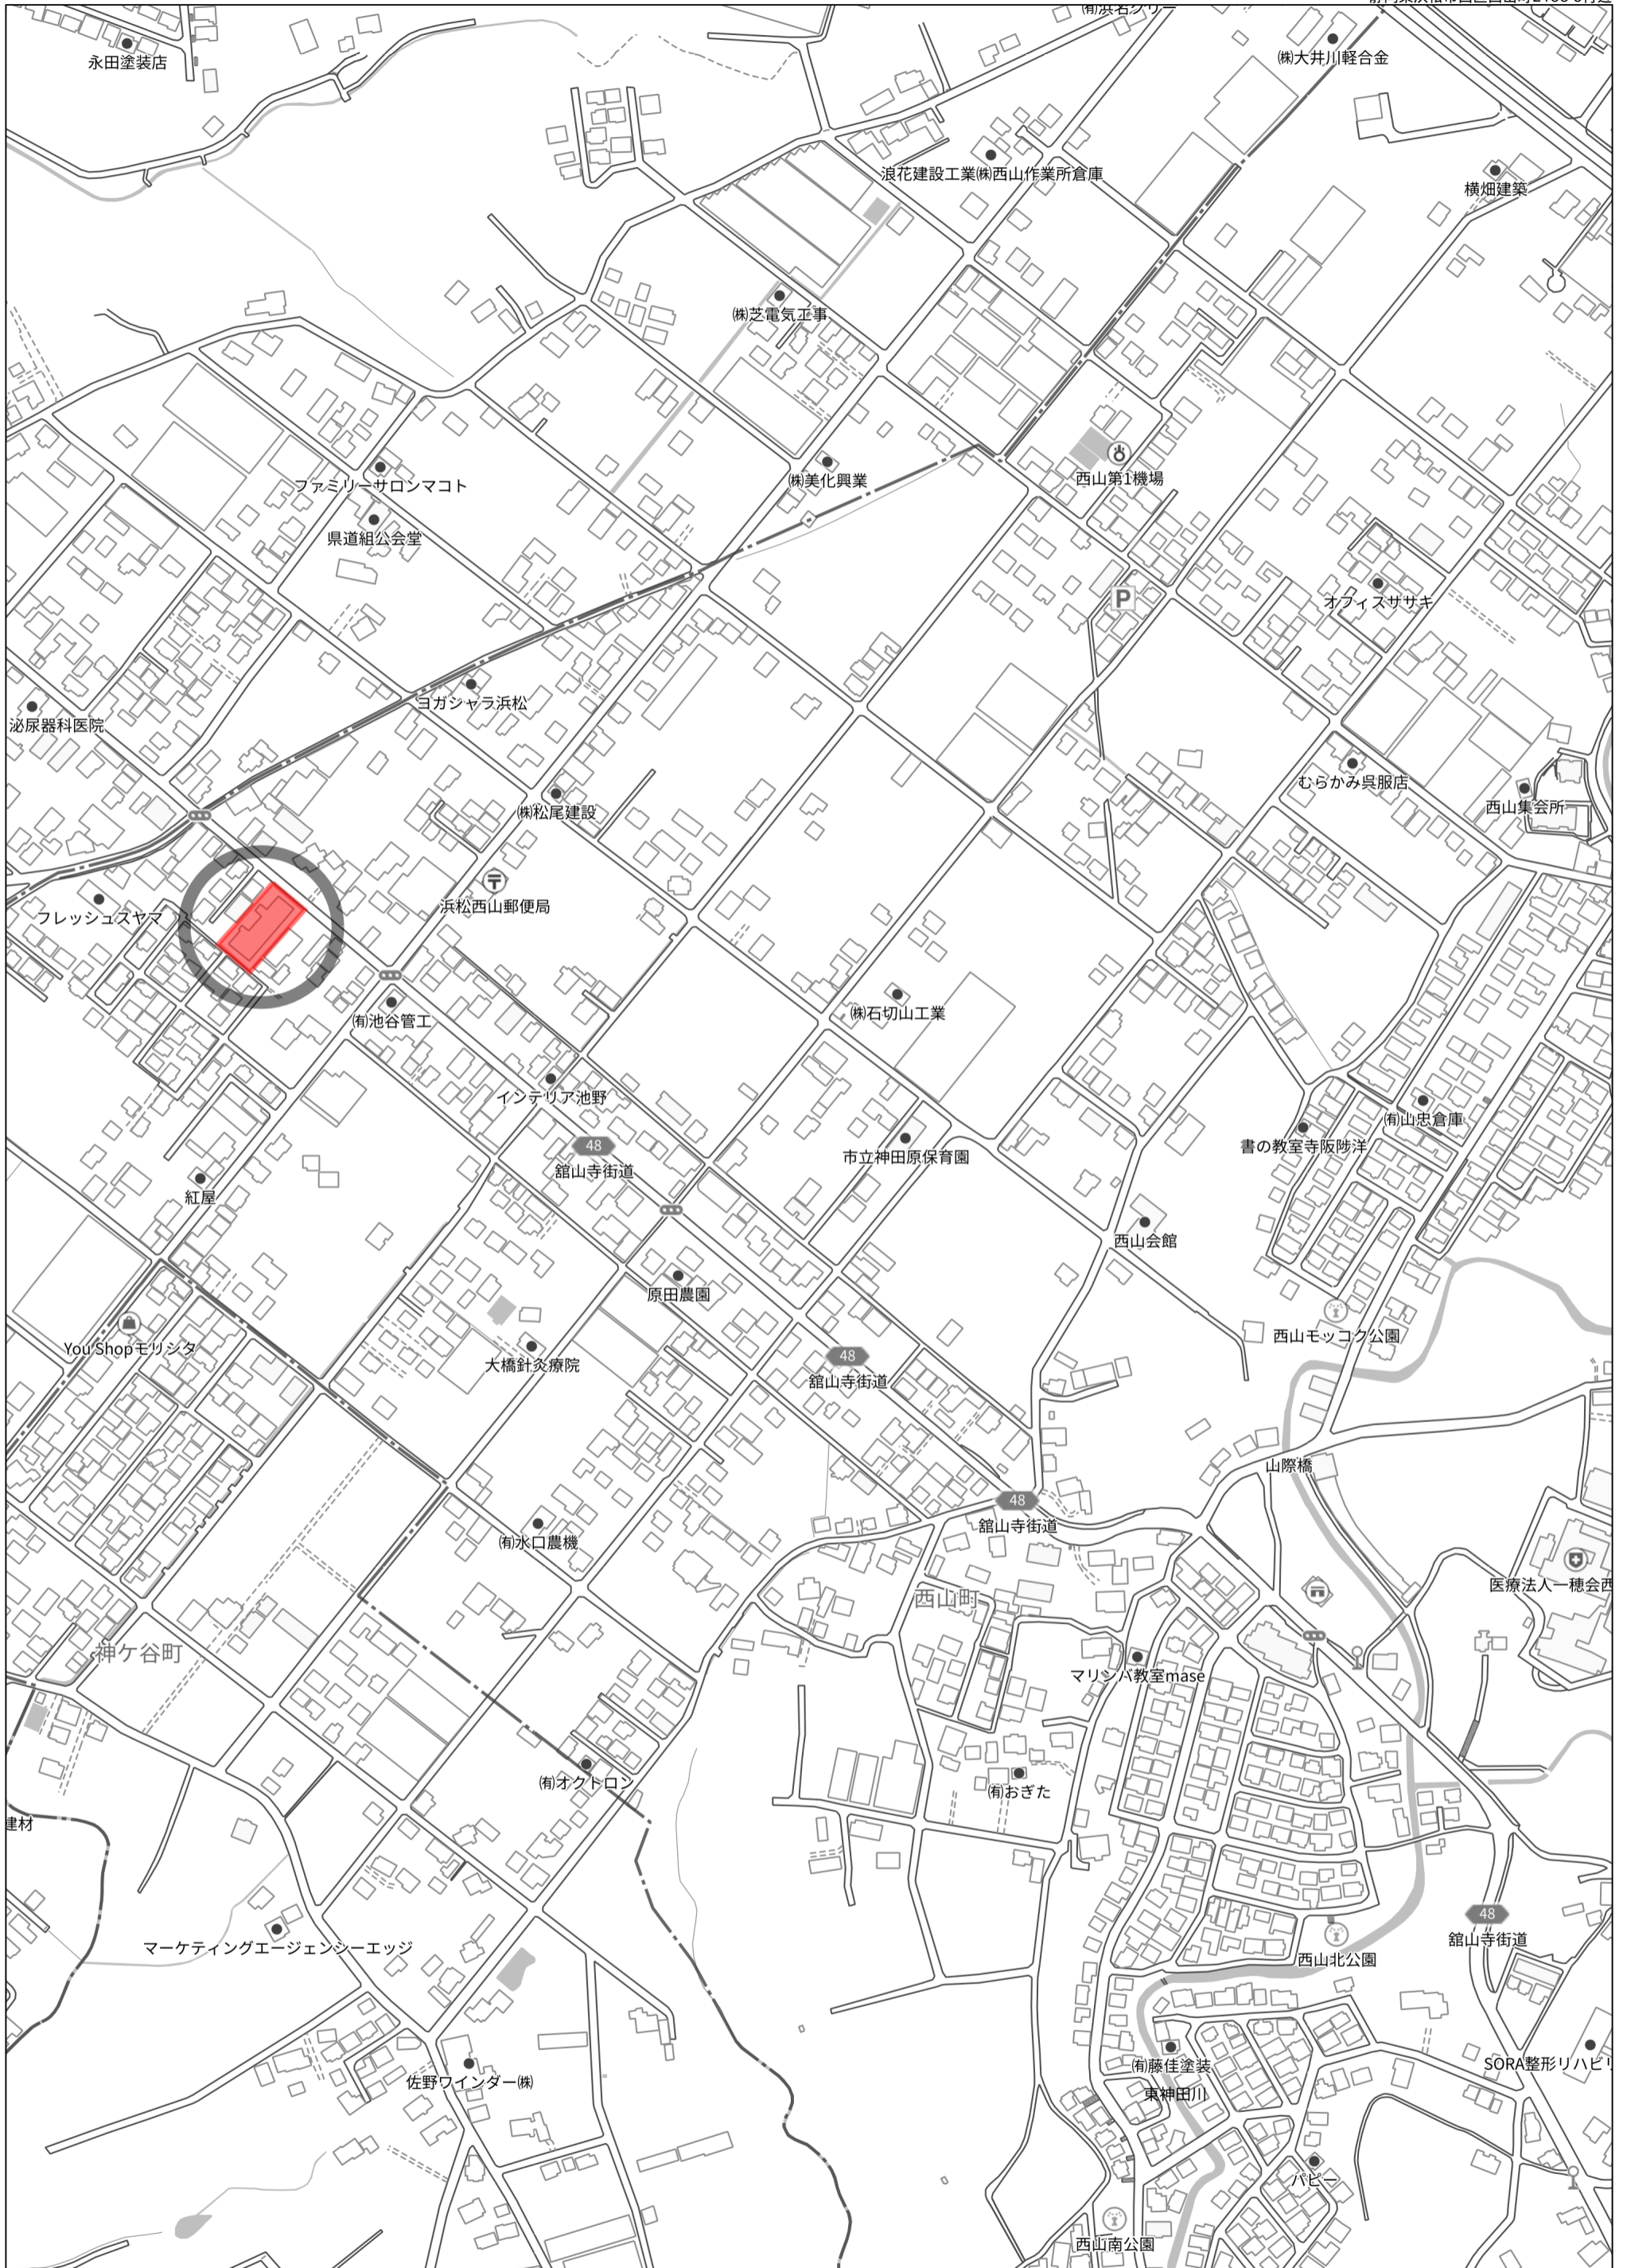 ㈲浜名グリー
永田塗装店
㈱大井川軽合金
浪花建設工業㈱西山作業所倉庫
横畑建築
㈱芝電気工事
ファミリーサロンマコト
㈱美化興業
西山第1機場
県道組公会堂
P
オフィスササキ
ヨガシャラ浜松
泌尿器科医院
むらかみ呉服店
㈱松尾建設
西山集会所
浜松西山郵便局
フレッシュスヤマ
㈱石切山工業
㈲池谷管工
インテリア池野
㈲山忠倉庫
48
舘山寺街道
市立神田原保育園
書の教室寺阪陟洋
紅屋
西山会館
原田農園
西山モッコク公園
You Shopモリシタ
大橋針灸療院
48
舘山寺街道
山際橋
48
舘山寺街道
㈲水口農機
医療法人一穂会西
西山町
神ケ谷町
マリンバ教室mase
㈲オクトロン
㈲おぎた
建材
48
舘山寺街道
マーケティングエージェンシーエッジ
西山北公園
佐野ワインダー㈱
㈲藤佳塗装
SORA整形リハビリ
東神田川
パピー
西山南公園